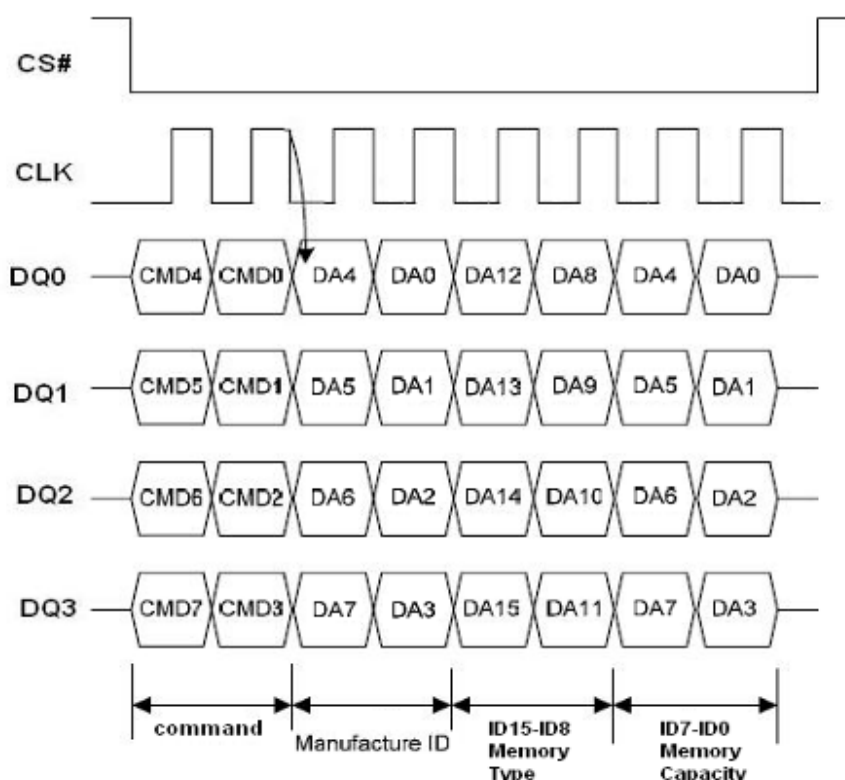 CS#
CLK
DQ0 CMD4 CMD0 DA4 DA0 DA12 DA8 DA4 DA0
DQ1 CMD5 CMD1 DA5 DA1 DA13 DA9 DA5 DA1
DQ2 CMD6 CMD2 DA6 DA2 DA14 DA10 DA6 DA2
DQ3 CMD7 CMD3 DA7 DA3 DA15 DA11 DA7 DA3
command
Manufacture ID
ID15-ID8
Memory
Type
ID7-ID0
Memory
Capacity